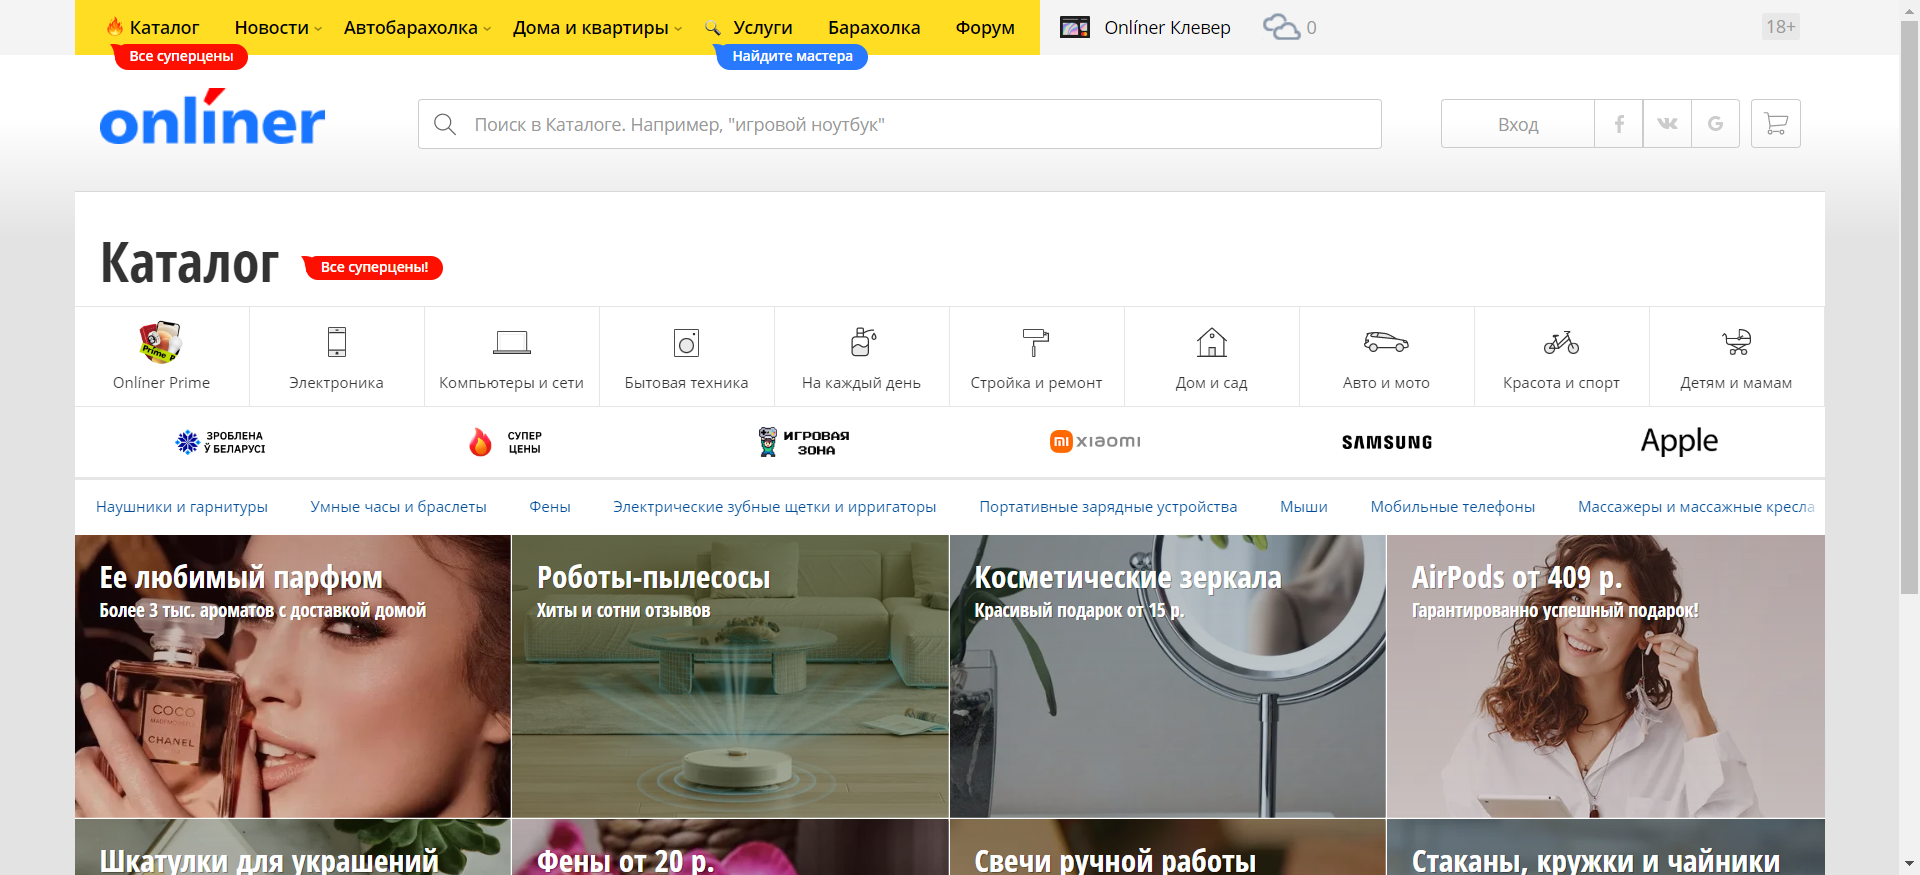 Каталог
Новости
Автобарахолка
Дома и квартиры
Услуги
Барахолка
Форум
Onlíner Клевер
0
18+
Все суперцены
Найдите мастера
onlíner
Поиск в Каталоге. Например, "игровой ноутбук"
Вход
Каталог
Все суперцены!
Onlíner Prime
Электроника
Компьютеры и сети
Бытовая техника
На каждый день
Стройка и ремонт
Дом и сад
Авто и мото
Красота и спорт
Детям и мамам
ЗРОБЛЕНА
Ў БЕЛАРУСІ
СУПЕР
ЦЕНЫ
ИГРОВАЯ
ЗОНА
xiaomi
SAMSUNG
Apple
Наушники и гарнитуры
Умные часы и браслеты
Фены
Электрические зубные щетки и ирригаторы
Портативные зарядные устройства
Мыши
Мобильные телефоны
Массажеры и массажные кресла
Ее любимый парфюм
Более 3 тыс. ароматов с доставкой домой
COCO
MADEMOISELLE
CHANEL
Роботы-пылесосы
Хиты и сотни отзывов
Косметические зеркала
Красивый подарок от 15 р.
AirPods от 409 р.
Гарантированно успешный подарок!
Шкатулки для украшений
Фены от 20 р.
Свечи ручной работы
Стаканы, кружки и чайники